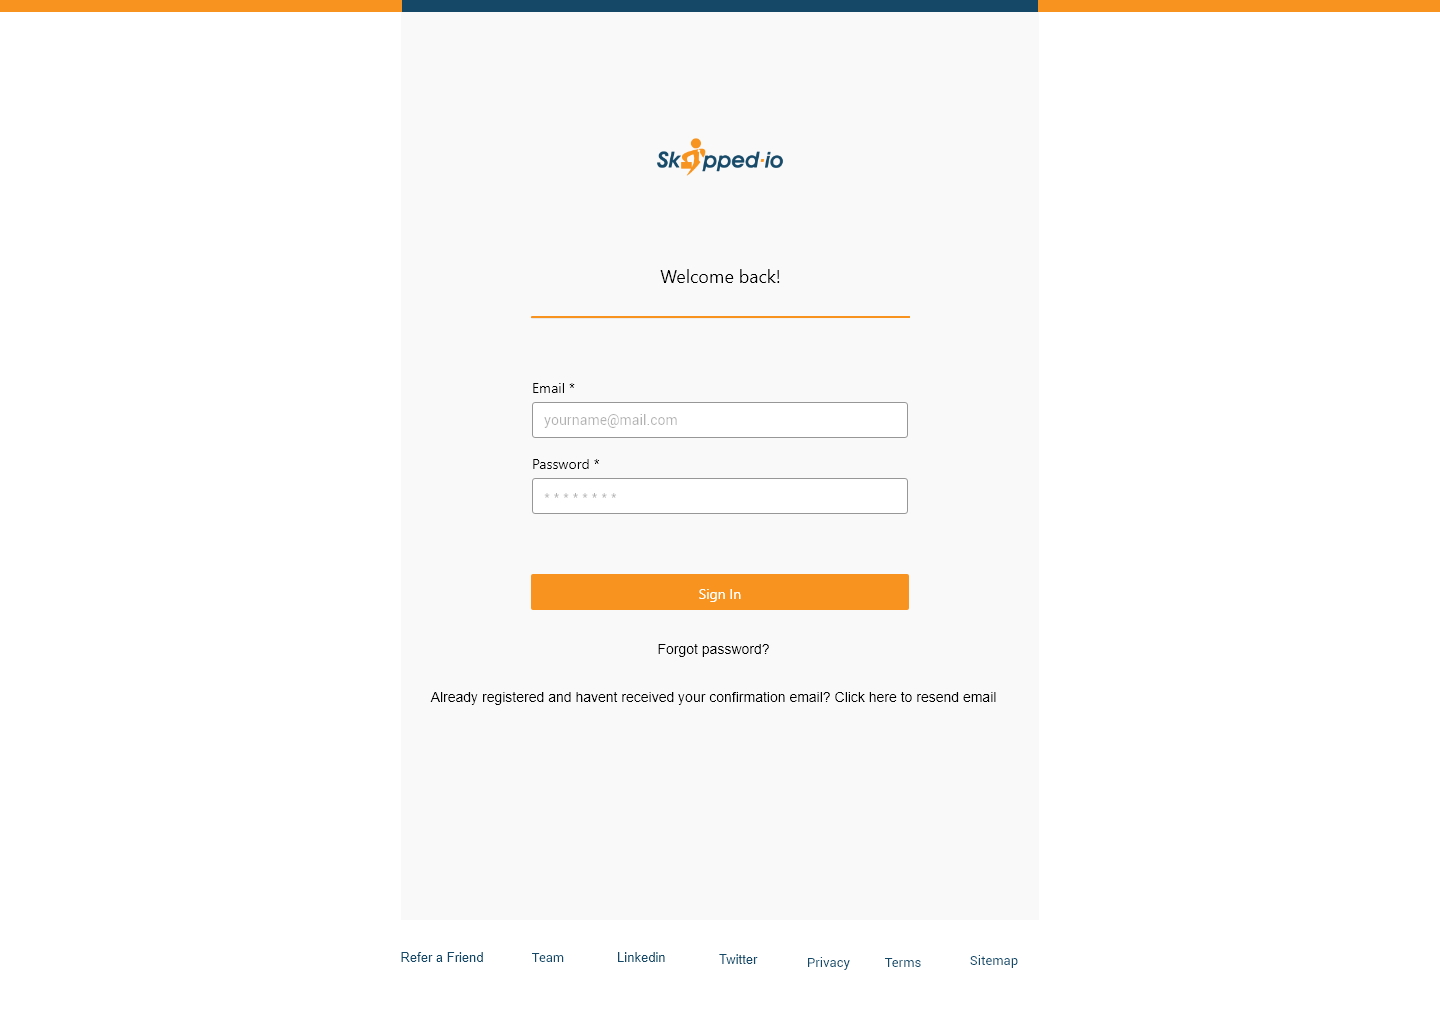 Skipped·io
Welcome back!
Email *
yourname@mail.com
Password *
* * * * * * * *
Sign In
Forgot password?
Already registered and havent received your confirmation email? Click here to resend email
Refer a Friend Team Linkedin Twitter Privacy Terms Sitemap